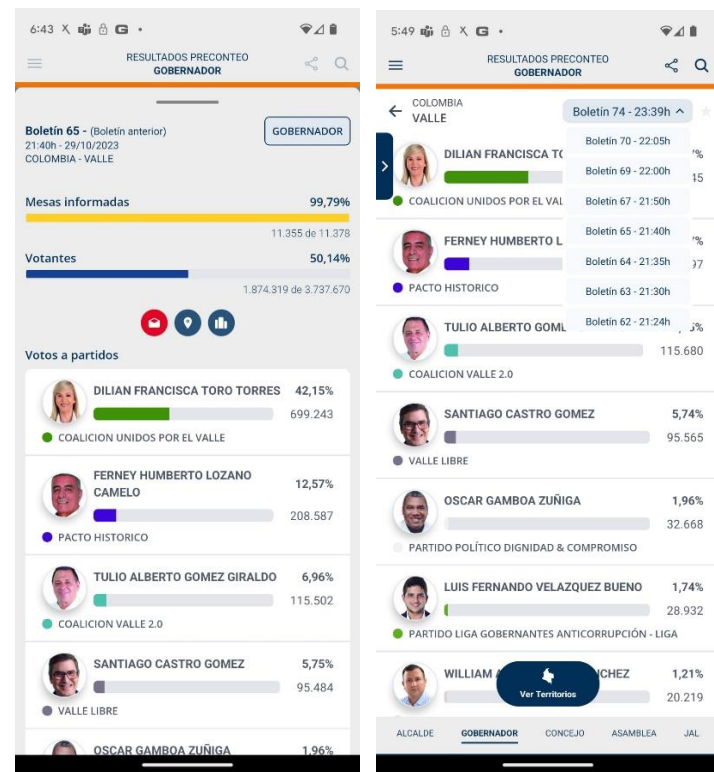 6:43
RESULTADOS PRECONTEO
GOBERNADOR
Boletín 65 - (Boletín anterior)
21:40h - 29/10/2023
COLOMBIA - VALLE
GOBERNADOR
Mesas informadas 99,79%
11.355 de 11.378
Votantes 50,14%
1.874.319 de 3.737.670
Votos a partidos
DILIAN FRANCISCA TORO TORRES 42,15%
699.243
COALICION UNIDOS POR EL VALLE
FERNEY HUMBERTO LOZANO
CAMELO
12,57%
208.587
PACTO HISTORICO
TULIO ALBERTO GOMEZ GIRALDO 6,96%
115.502
COALICION VALLE 2.0
SANTIAGO CASTRO GOMEZ 5,75%
95.484
VALLE LIBRE
OSCAR GAMBOA ZUÑIGA 1,96%
5:49
RESULTADOS PRECONTEO
GOBERNADOR
COLOMBIA
VALLE
Boletín 74 - 23:39h
Boletín 70 - 22:05h
Boletín 69 - 22:00h
Boletín 67 - 21:50h
Boletín 65 - 21:40h
Boletín 64 - 21:35h
Boletín 63 - 21:30h
Boletín 62 - 21:24h
DILIAN FRANCISCA
COALICION UNIDOS POR EL
FERNEY HUMBERTO
PACTO HISTORICO
TULIO ALBERTO
115.680
COALICION VALLE 2.0
SANTIAGO CASTRO GOMEZ 5,74%
95.565
VALLE LIBRE
OSCAR GAMBOA ZUÑIGA 1,96%
32.668
PARTIDO POLÍTICO DIGNIDAD & COMPROMISO
LUIS FERNANDO VELAZQUEZ BUENO 1,74%
28.932
PARTIDO LIGA GOBERNANTES ANTICORRUPCIÓN - LIGA
WILLIAM 1,21%
20.219
Ver Territorios
ALCALDE GOBERNADOR CONCEJO ASAMBLEA JAL